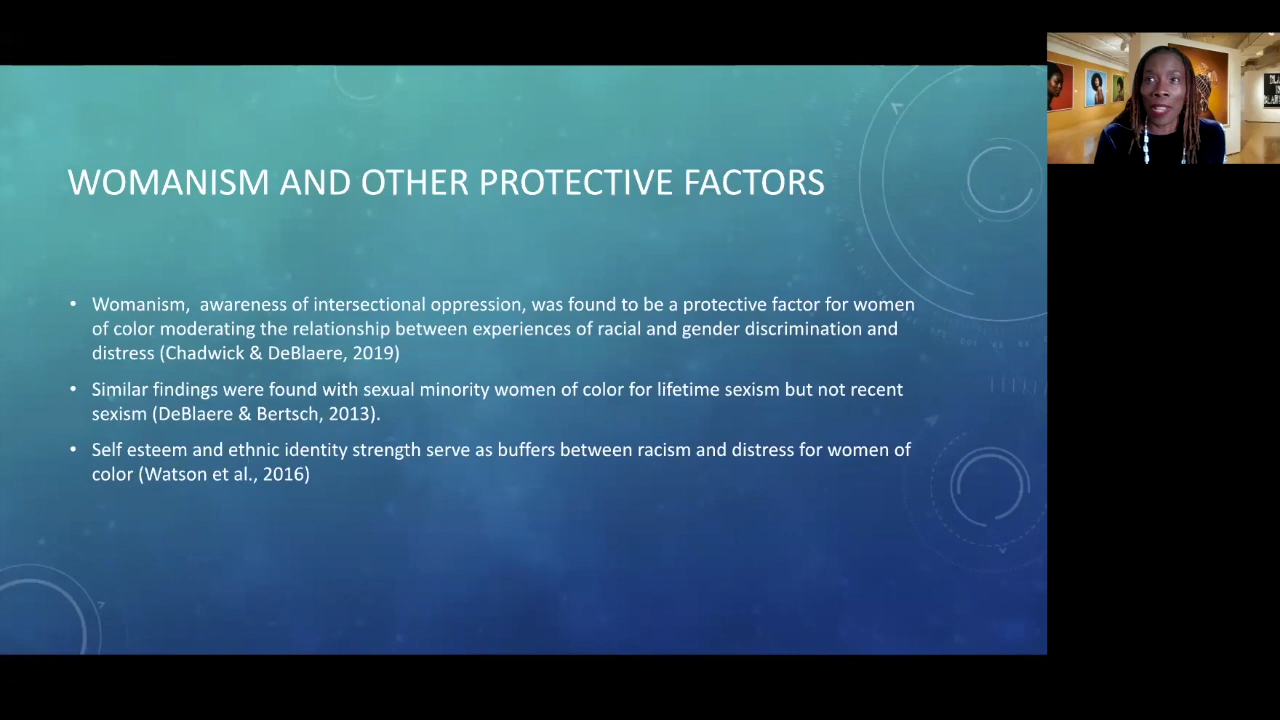 WOMANISM AND OTHER PROTECTIVE FACTORS
• Womanism,  awareness of intersectional oppression, was found to be a protective factor for women
of color moderating the relationship between experiences of racial and gender discrimination and
distress (Chadwick & DeBlaere, 2019)
• Similar findings were found with sexual minority women of color for lifetime sexism but not recent
sexism (DeBlaere & Bertsch, 2013).
• Self esteem and ethnic identity strength serve as buffers between racism and distress for women of
color (Watson et al., 2016)